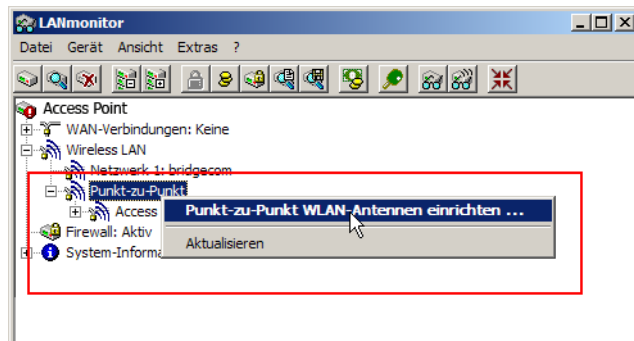 LANmonitor
Datei Gerät Ansicht Extras ?
Access Point
WAN-Verbindungen: Keine
Wireless LAN
Netzwerk 1: bridgecom
Punkt-zu-Punkt
Access
Punkt-zu-Punkt WLAN-Antennen einrichten ...
Firewall: Aktiv
Aktualisieren
System-Informa